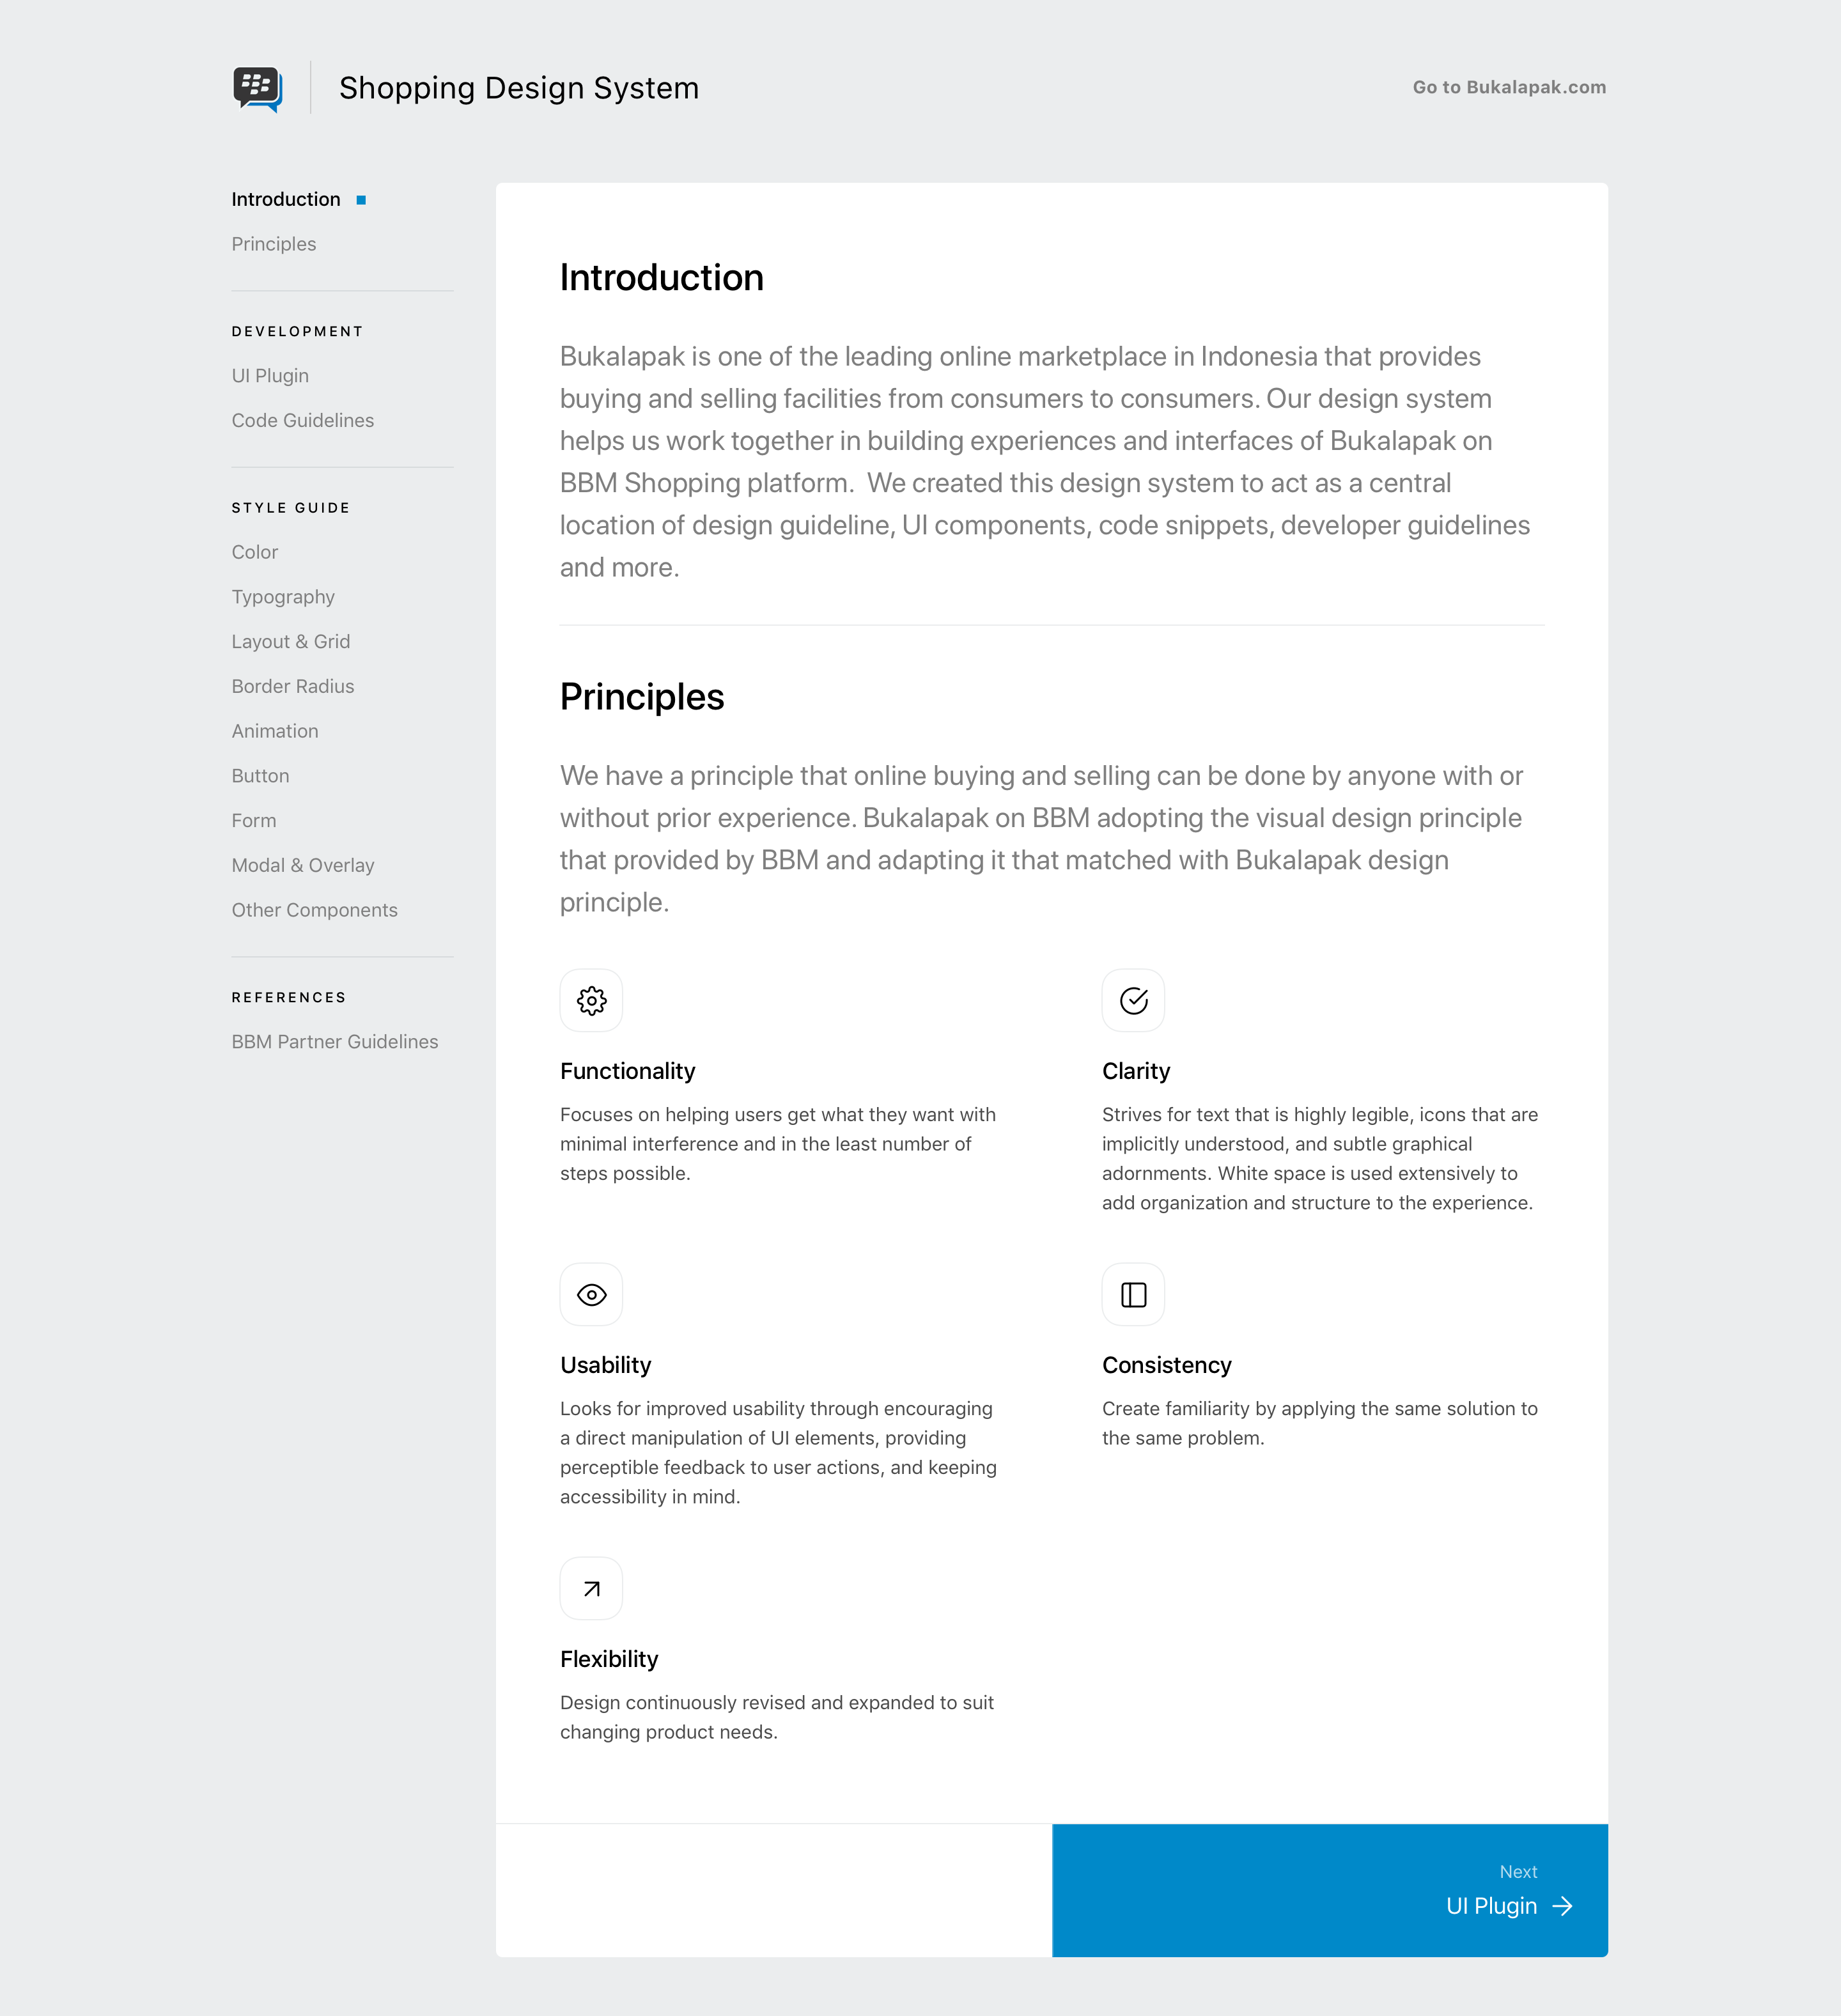 Shopping Design System
Go to Bukalapak.com
Introduction
Principles
DEVELOPMENT
UI Plugin
Code Guidelines
STYLE GUIDE
Color
Typography
Layout & Grid
Border Radius
Animation
Button
Form
Modal & Overlay
Other Components
REFERENCES
BBM Partner Guidelines
Introduction
Bukalapak is one of the leading online marketplace in Indonesia that provides
buying and selling facilities from consumers to consumers. Our design system
helps us work together in building experiences and interfaces of Bukalapak on
BBM Shopping platform.  We created this design system to act as a central
location of design guideline, UI components, code snippets, developer guidelines
and more.
Principles
We have a principle that online buying and selling can be done by anyone with or
without prior experience. Bukalapak on BBM adopting the visual design principle
that provided by BBM and adapting it that matched with Bukalapak design
principle.
Functionality
Focuses on helping users get what they want with
minimal interference and in the least number of
steps possible.
Clarity
Strives for text that is highly legible, icons that are
implicitly understood, and subtle graphical
adornments. White space is used extensively to
add organization and structure to the experience.
Usability
Looks for improved usability through encouraging
a direct manipulation of UI elements, providing
perceptible feedback to user actions, and keeping
accessibility in mind.
Consistency
Create familiarity by applying the same solution to
the same problem.
Flexibility
Design continuously revised and expanded to suit
changing product needs.
Next
UI Plugin